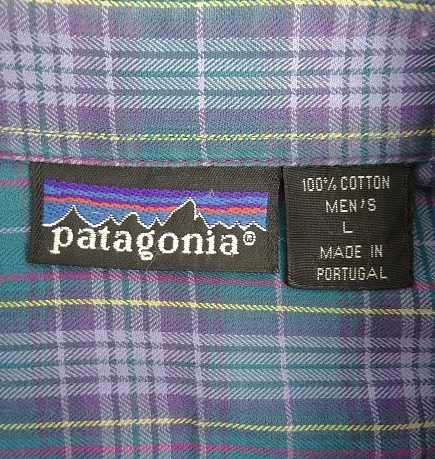 patagonia®
100% COTTON
MEN'S
L
MADE IN
PORTUGAL